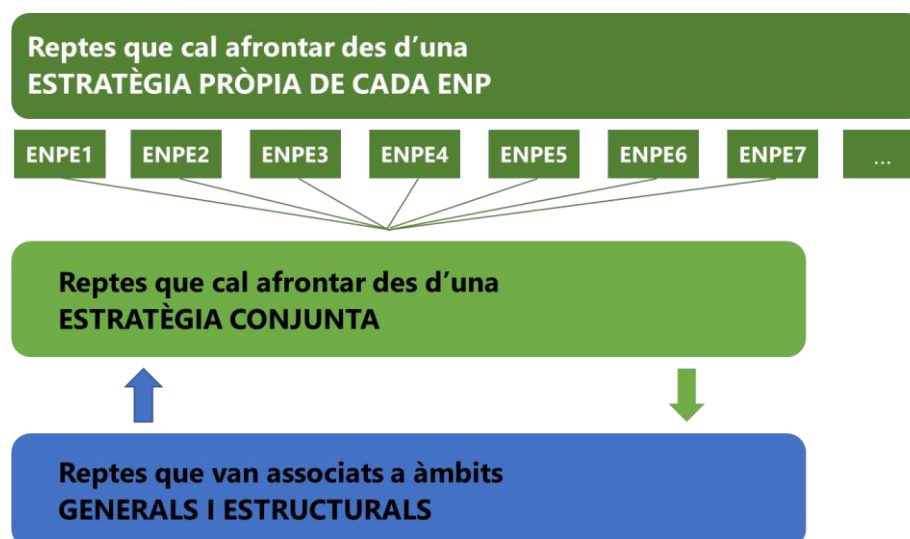 Reptes que cal afrontar des d’una
ESTRATÈGIA PRÒPIA DE CADA ENP
ENPE1 ENPE2 ENPE3 ENPE4 ENPE5 ENPE6 ENPE7 ...
Reptes que cal afrontar des d’una
ESTRATÈGIA CONJUNTA
Reptes que van associats a àmbits
GENERALS I ESTRUCTURALS